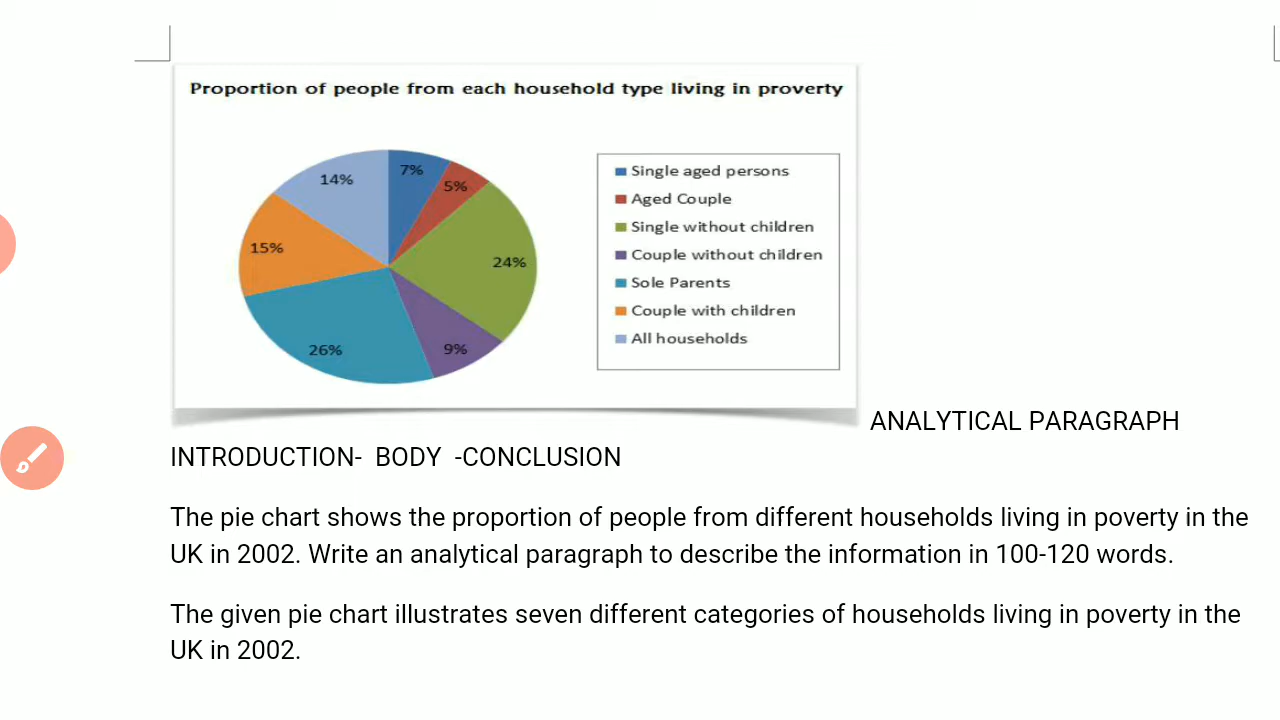 Proportion of people from each household type living in proverty
7%
5%
14%
24%
15%
26%
9%
Single aged persons
Aged Couple
Single without children
Couple without children
Sole Parents
Couple with children
All households
ANALYTICAL PARAGRAPH
INTRODUCTION- BODY -CONCLUSION
The pie chart shows the proportion of people from different households living in poverty in the
UK in 2002. Write an analytical paragraph to describe the information in 100-120 words.
The given pie chart illustrates seven different categories of households living in poverty in the
UK in 2002.